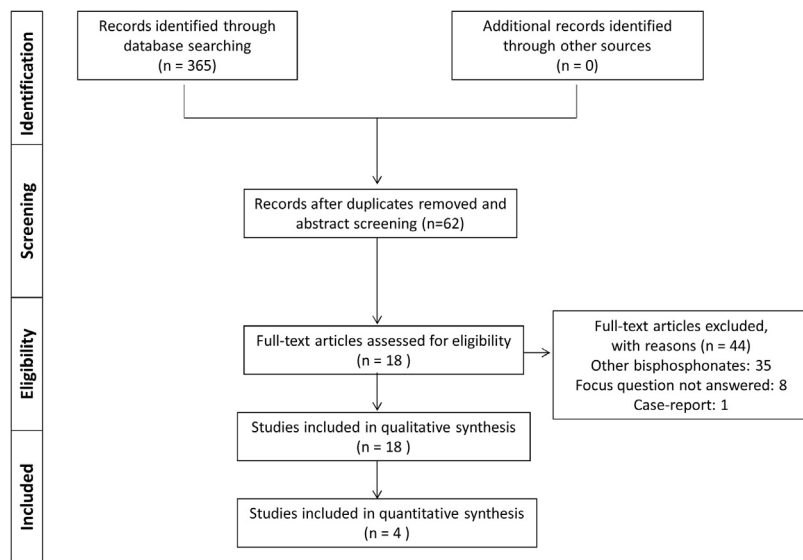 Identification
Records identified through
database searching
(n = 365)
Additional records identified
through other sources
(n = 0)
Screening
Records after duplicates removed and
abstract screening (n=62)
Eligibility
Full-text articles assessed for eligibility
(n = 18 )
Full-text articles excluded,
with reasons (n = 44)
Other bisphosphonates: 35
Focus question not answered: 8
Case-report: 1
Studies included in qualitative synthesis
(n = 18 )
Included
Studies included in quantitative synthesis
(n = 4 )